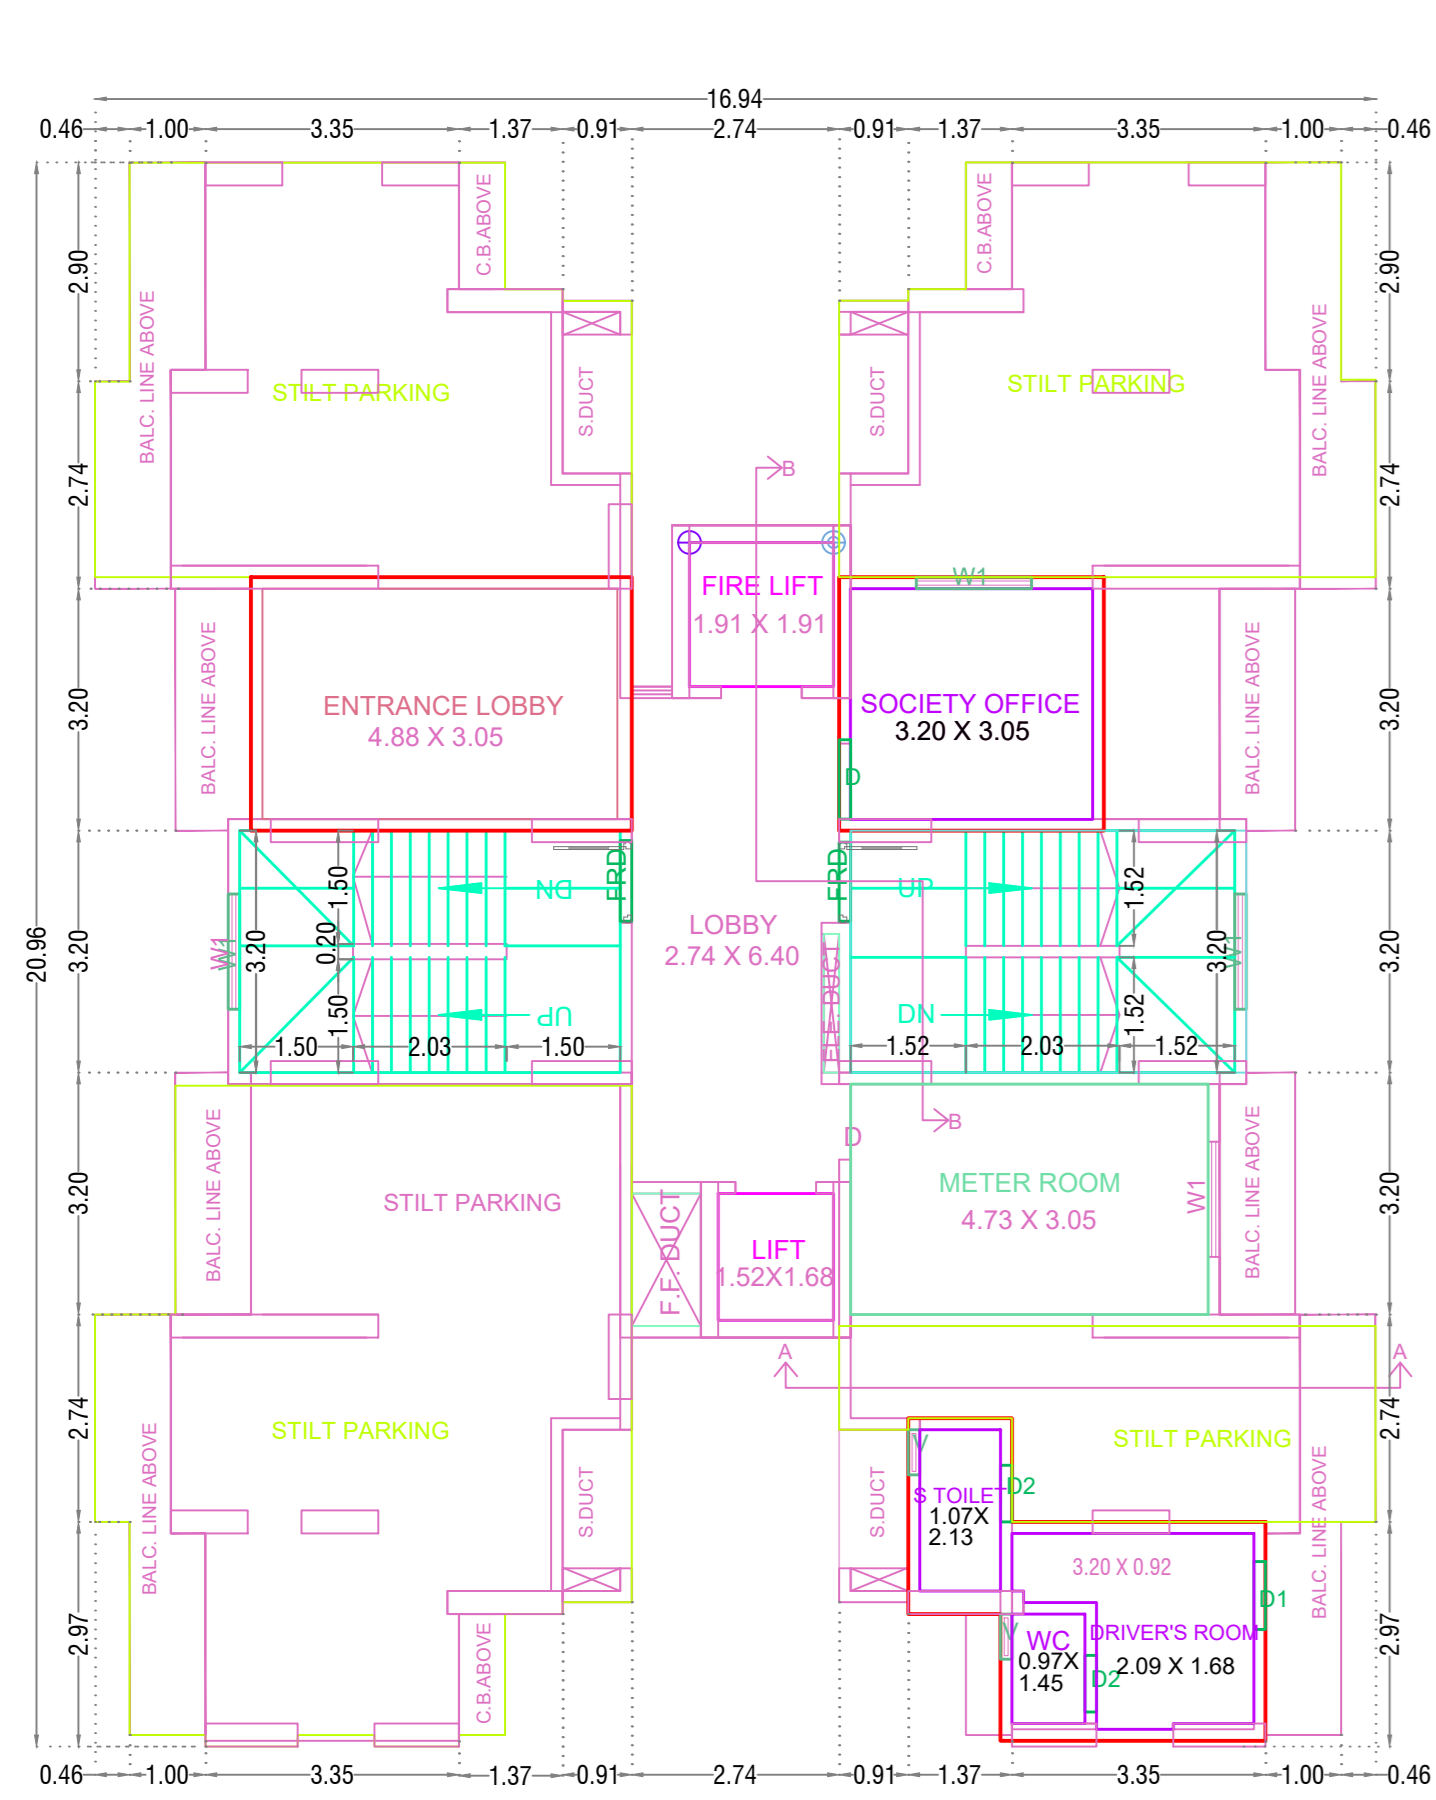 16.94
0.46 1.00 3.35 1.37 0.91 2.74 0.91 1.37 3.35 1.00 0.46
C.B.ABOVE
C.B.ABOVE
2.90
2.90
BALC. LINE ABOVE
BALC. LINE ABOVE
STILT PARKING
STILT PARKING
S.DUCT
S.DUCT
2.74
2.74
B
W1
FIRE LIFT
1.91 X 1.91
BALC. LINE ABOVE
BALC. LINE ABOVE
3.20
3.20
ENTRANCE LOBBY
4.88 X 3.05
SOCIETY OFFICE
3.20 X 3.05
D
20.96
3.20
3.20
W1
W1
3.20
1.50
0.20
1.50
DN
UP
FRD
1.50 2.03 1.50
LOBBY
2.74 X 6.40
FRD
ELE.DUCT
UP
DN
1.52
1.52
3.20
W1
1.52 2.03 1.52
D
B
BALC. LINE ABOVE
BALC. LINE ABOVE
3.20
3.20
STILT PARKING
F.F. DUCT
LIFT
1.52X1.68
METER ROOM
4.73 X 3.05
W1
A
A
2.74
2.74
STILT PARKING
STILT PARKING
BALC. LINE ABOVE
BALC. LINE ABOVE
S.DUCT
S.DUCT
V
S TOILET
1.07X
2.13
D2
3.20 X 0.92
D1
V
WC
0.97X
1.45
D2
DRIVER'S ROOM
2.09 X 1.68
2.97
2.97
C.B.ABOVE
0.46 1.00 3.35 1.37 0.91 2.74 0.91 1.37 3.35 1.00 0.46